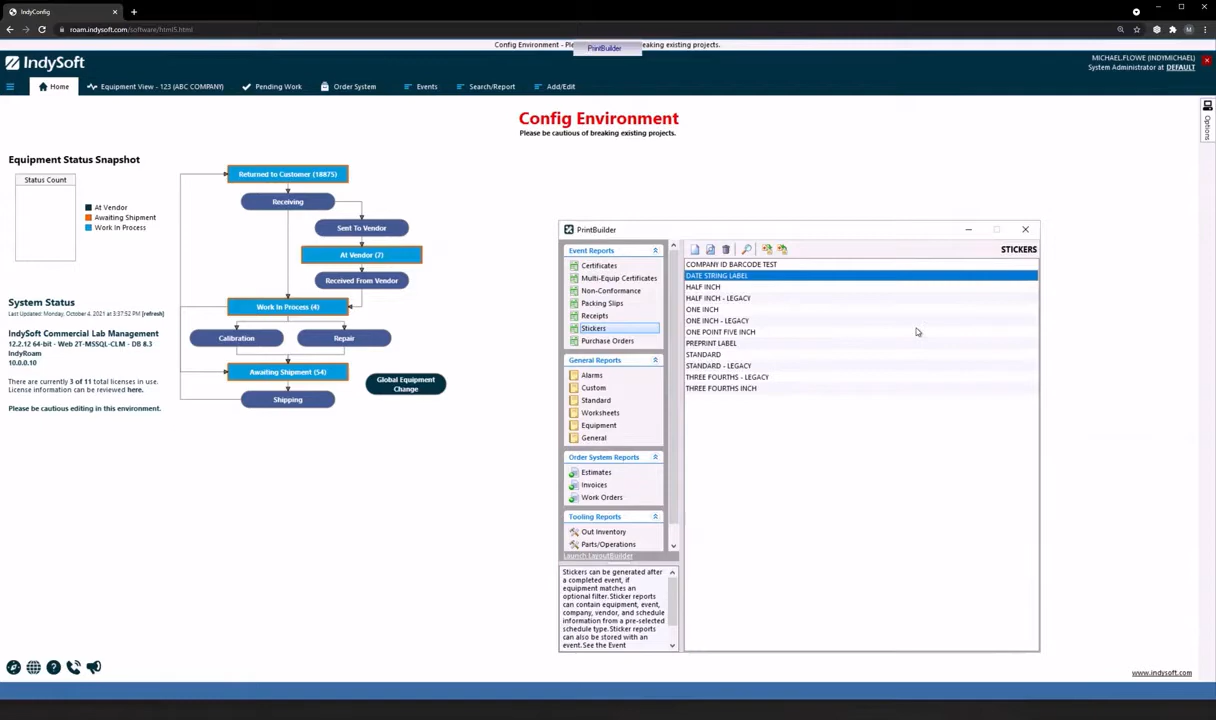 IndyConfig
roam.indysoft.com/software/html5.html
Config Environment - Ple
PrintBuilder
eaking existing projects.
IndySoft
MICHAEL.FLOWE (INDYMICHAEL)
System Administrator at DEFAULT
Home
Equipment View - 123 (ABC COMPANY)
Pending Work
Order System
Events
Search/Report
Add/Edit
Options
Config Environment
Please be cautious of breaking existing projects.
Equipment Status Snapshot
Status Count
At Vendor
Awaiting Shipment
Work In Process
Returned to Customer (18875)
Receiving
Sent To Vendor
At Vendor (7)
Received From Vendor
Work In Process (4)
Calibration
Repair
Awaiting Shipment (54)
Shipping
Global Equipment
Change
System Status
Last Updated: Monday, October 4, 2021 at 3:37:52 PM [refresh]
IndySoft Commercial Lab Management
12.2.12 64-bit - Web 2T-MSSQL-CLM - DB 8.3
IndyRoam
10.0.0.10
There are currently 3 of 11 total licenses in use.
License information can be reviewed here.
Please be cautious editing in this environment.
PrintBuilder
Event Reports
Certificates
Multi-Equip Certificates
Non-Conformance
Packing Slips
Receipts
Stickers
Purchase Orders
General Reports
Alarms
Custom
Standard
Worksheets
Equipment
General
Order System Reports
Estimates
Invoices
Work Orders
Tooling Reports
Out Inventory
Parts/Operations
Launch LayoutBuilder
Stickers can be generated after
a completed event, if
equipment matches an
optional filter.Sticker reports
can contain equipment, event,
company, vendor, and schedule
information from a pre-selected
schedule type.Sticker reports
can also be stored with an
event.See the Event
STICKERS
COMPANY ID BARCODE TEST
DATE STRING LABEL
HALF INCH
HALF INCH - LEGACY
ONE INCH
ONE INCH - LEGACY
ONE POINT FIVE INCH
PREPRINT LABEL
STANDARD
STANDARD - LEGACY
THREE FOURTHS - LEGACY
THREE FOURTHS INCH
www.indysoft.com